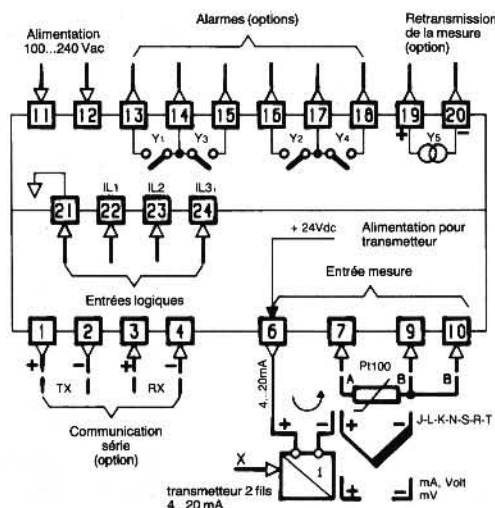 Alarmes (options)
Retransmission
de la mesure
(option)
Alimentation
100...240 Vac
11 12 13 14 15 16 17 18 19 20
Y1 Y3 Y2 Y4 + Y5 -
IL1 IL2 IL3
21 22 23 24
+ 24Vdc
Alimentation pour
transmetteur
Entrées logiques
Entrée mesure
1 2 3 4 6 7 9 10
+ - + -
TX RX
Communication
série
(option)
4...20mA
Pt100
A B B
+ - + - J-L-K-N-S-R-T
X
i
transmetteur 2 fils
4...20 mA
+ - mA, Volt
mV